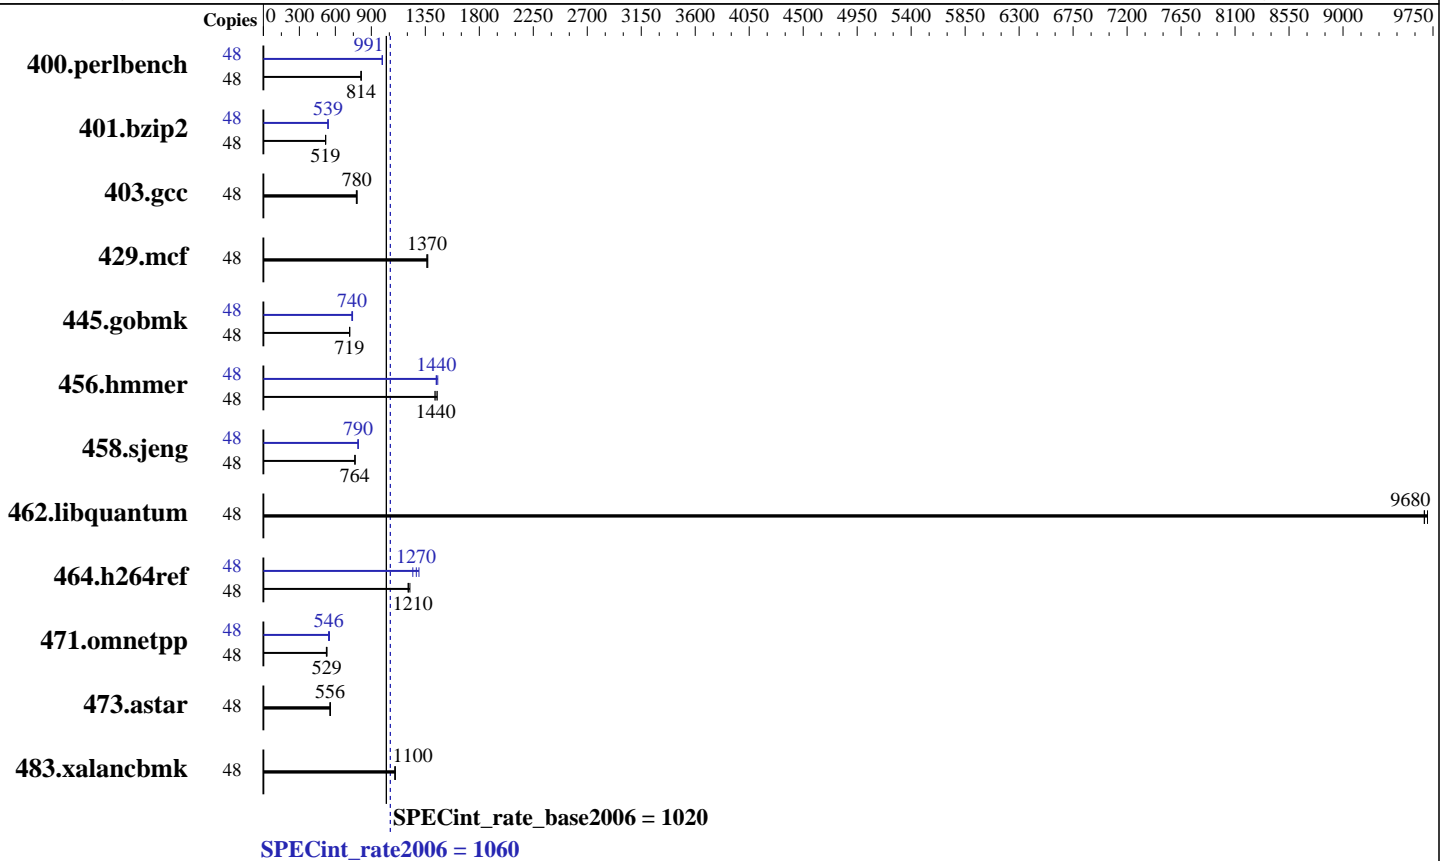 Copies 0 300 600 900 1350 1800 2250 2700 3150 3600 4050 4500 4950 5400 5850 6300 6750 7200 7650 8100 8550 9000 9750
400.perlbench 48 991
48 814
401.bzip2 48 539
48 519
403.gcc 48 780
429.mcf 48 1370
445.gobmk 48 740
48 719
456.hmmer 48 1440
48 1440
458.sjeng 48 790
48 764
462.libquantum 48 9680
464.h264ref 48 1270
48 1210
471.omnetpp 48 546
48 529
473.astar 48 556
483.xalancbmk 48 1100
SPECint_rate_base2006 = 1020
SPECint_rate2006 = 1060